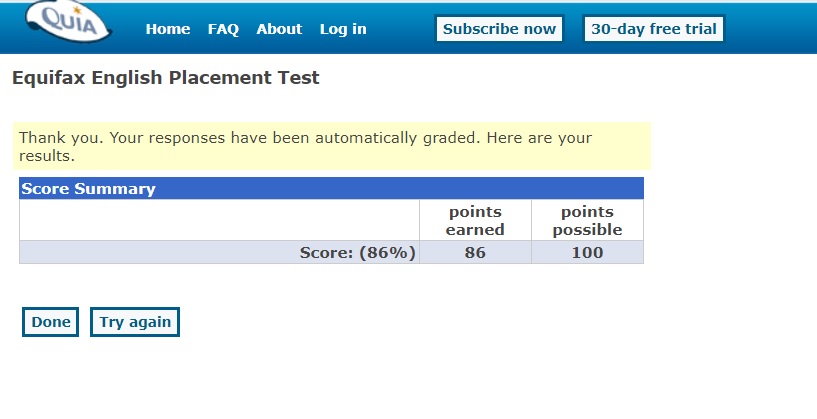 QUIA
Home FAQ About Log in Subscribe now 30-day free trial
Equifax English Placement Test
Thank you. Your responses have been automatically graded. Here are your
results.
Score Summary
points earned points possible
Score: (86%) 86 100
Done Try again